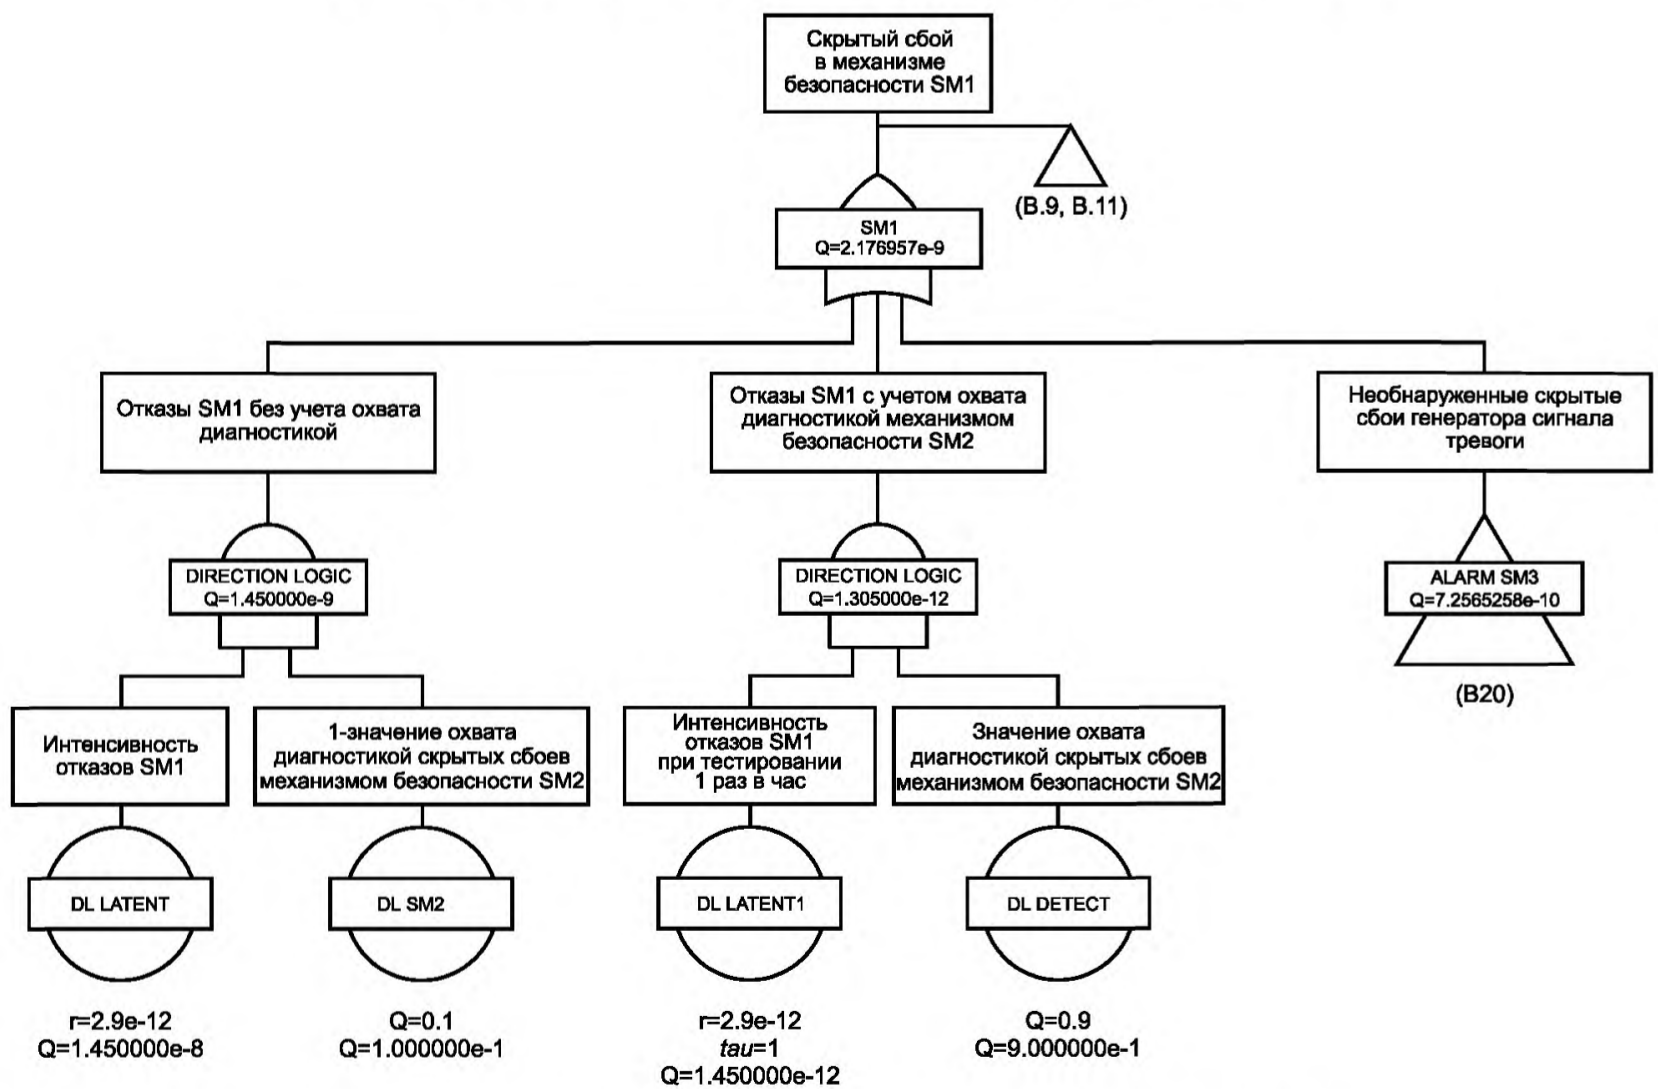 Скрытый сбой
в механизме
безопасности SM1
(B.9, B.11)
SM1
Q=2.176957e-9
Отказы SM1 без учета охвата
диагностикой
Отказы SM1 с учетом охвата
диагностикой механизмом
безопасности SM2
Необнаруженные скрытые
сбои генератора сигнала
тревоги
DIRECTION LOGIC
Q=1.450000e-9
DIRECTION LOGIC
Q=1.305000e-12
ALARM SM3
Q=7.2565258e-10
(B20)
Интенсивность
отказов SM1
1-значение охвата
диагностикой скрытых сбоев
механизмом безопасности SM2
Интенсивность
отказов SM1
при тестировании
1 раз в час
Значение охвата
диагностикой скрытых сбоев
механизмом безопасности SM2
DL LATENT
DL SM2
DL LATENT1
DL DETECT
r=2.9e-12
Q=1.450000e-8
Q=0.1
Q=1.000000e-1
r=2.9e-12
tau=1
Q=1.450000e-12
Q=0.9
Q=9.000000e-1